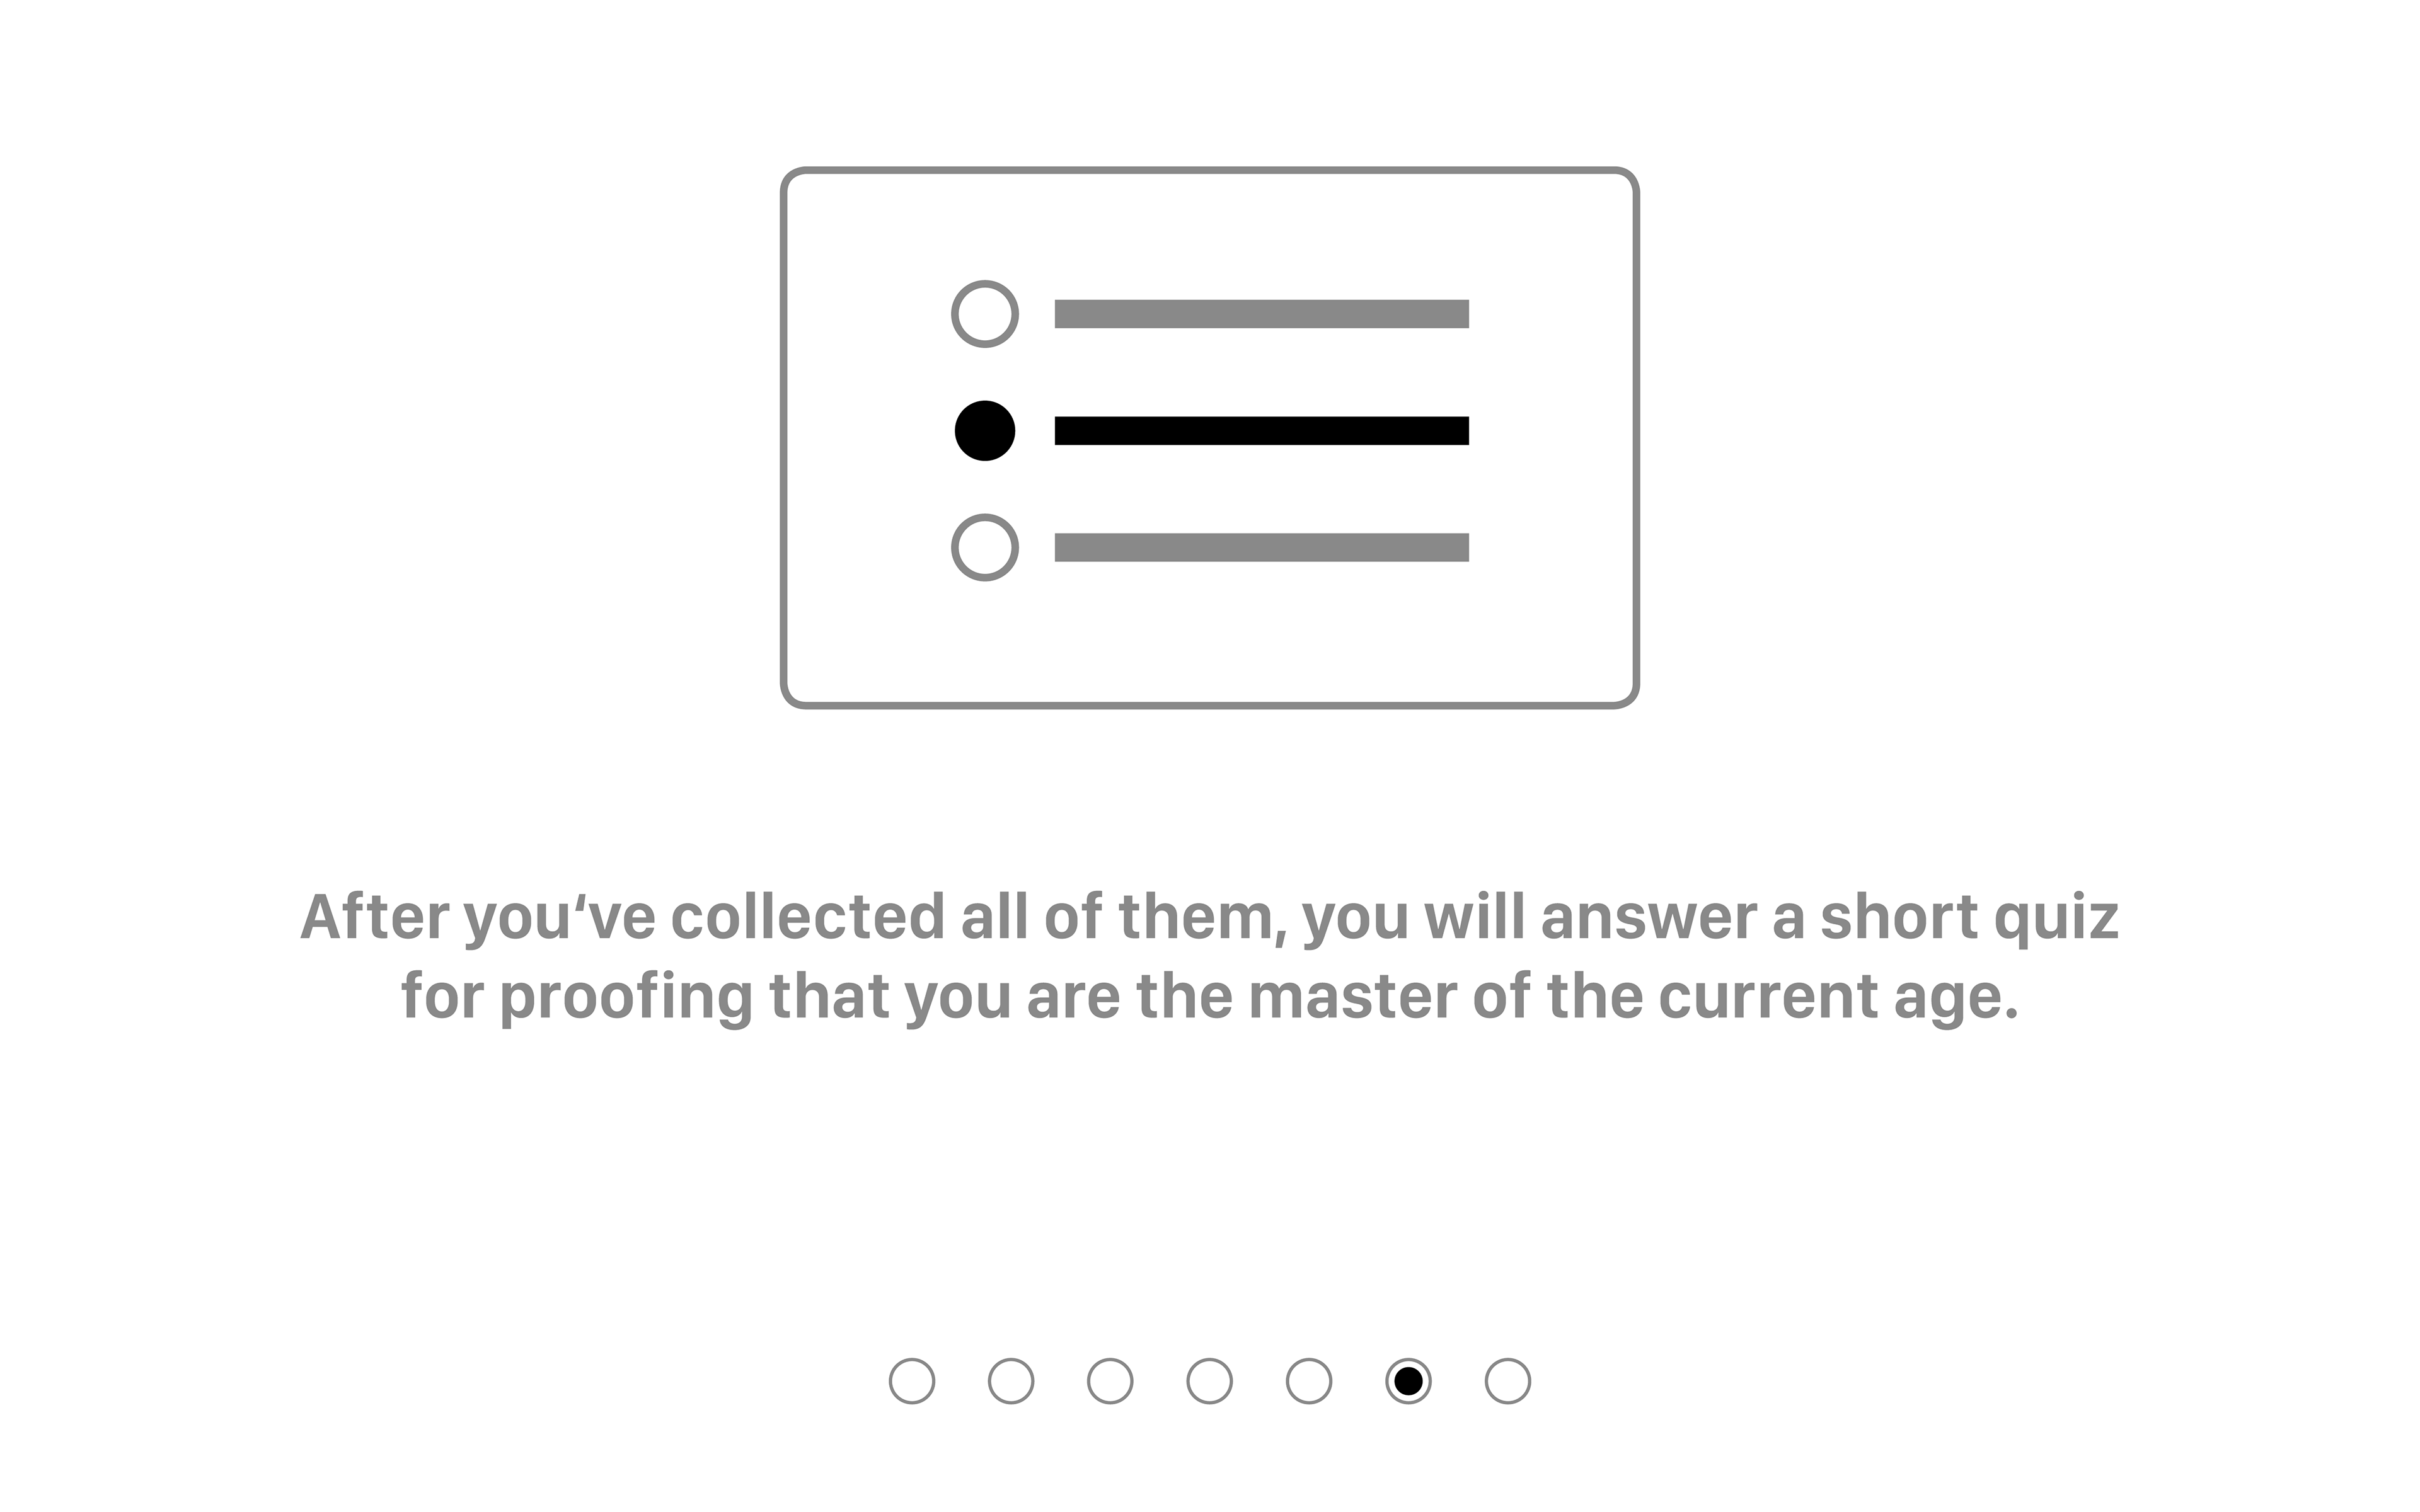 After you've collected all of them, you will answer a short quiz
for proofing that you are the master of the current age.